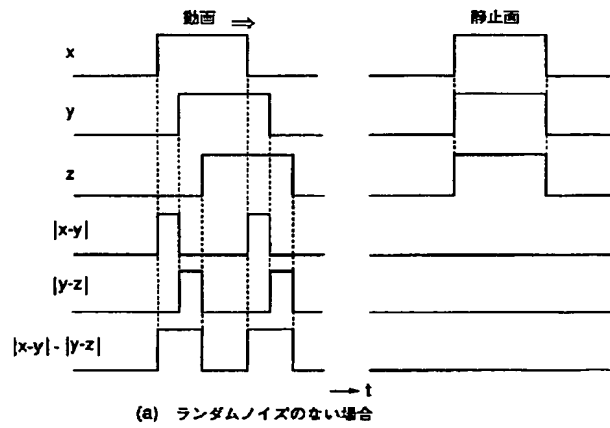 動画 ⇒
静止画
x
y
z
|x-y|
|y-z|
|x-y| - |y-z|
→ t
(a) ランダムノイズのない場合